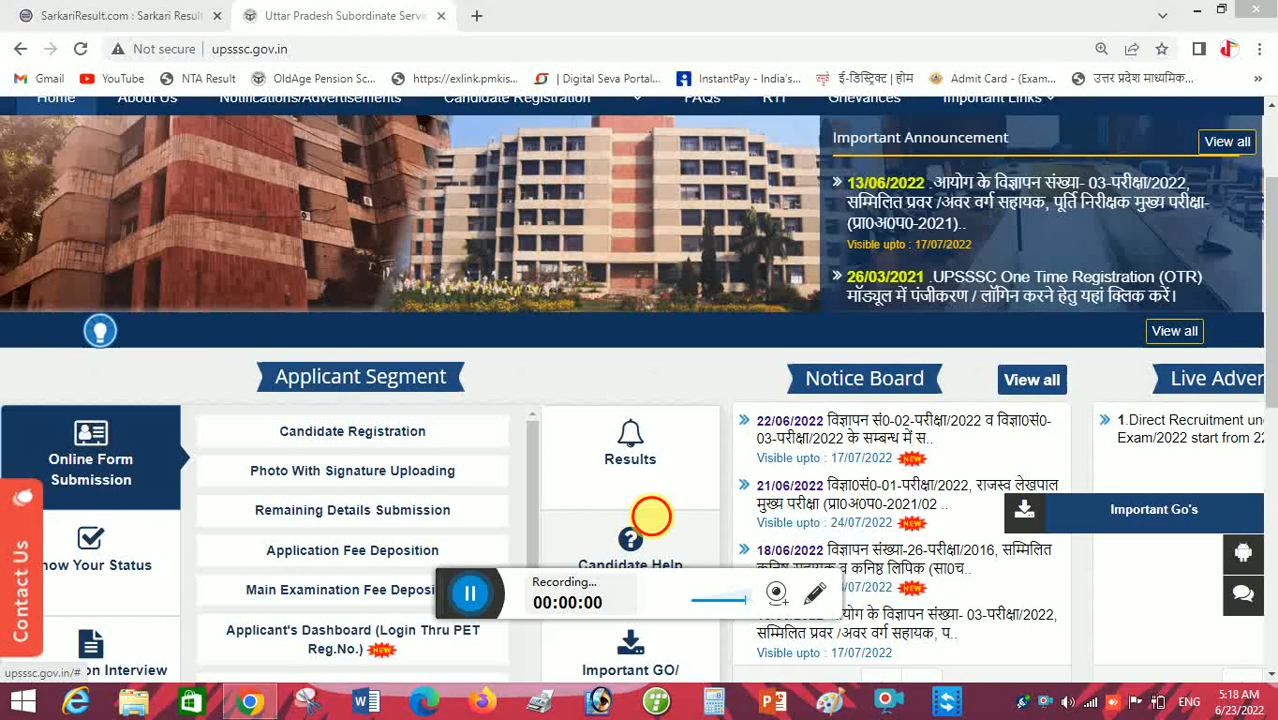 SarkariResult.com : Sarkari Resul
Uttar Pradesh Subordinate Servic
Not secure
upsssc.gov.in
Gmail
YouTube
NTA Result
OldAge Pension Sc...
https://exlink.pmkis...
| Digital Seva Portal...
InstantPay - India's...
ई-डिस्ट्रिक्ट | होम
Admit Card - (Exam...
उत्तर प्रदेश माध्यमिक...
»
Home
About Us
Notifications/Advertisements
Candidate Registration
FAQs
RTI
Grievances
Important Links
Important Announcement
View all
13/06/2022 .आयोग के विज्ञापन संख्या- 03-परीक्षा/2022,
सम्मिलित प्रवर /अवर वर्ग सहायक, पूर्ति निरीक्षक मुख्य परीक्षा-
(प्रा0अ0प0-2021)..
Visible upto : 17/07/2022
26/03/2021 .UPSSSC One Time Registration (OTR)
मॉड्यूल में पंजीकरण / लॉगिन करने हेतु यहां क्लिक करें।
View all
Applicant Segment
Online Form
Submission
Now Your Status
on Interview
Contact Us
Candidate Registration
Photo With Signature Uploading
Remaining Details Submission
Application Fee Deposition
Main Examination Fee Deposi
Applicant's Dashboard (Login Thru PET
Reg.No.) NEW
Results
Candidate Help
Important GO/
Notice Board
View all
22/06/2022 विज्ञापन सं0-02-परीक्षा/2022 व विज्ञा0सं0-
03-परीक्षा/2022 के सम्बन्ध में स..
Visible upto : 17/07/2022 NEW
21/06/2022 विज्ञा0सं0-01-परीक्षा/2022, राजस्व लेखपाल
मुख्य परीक्षा (प्रा0अ0प0-2021/02 ..
Visible upto : 24/07/2022 NEW
18/06/2022 विज्ञापन संख्या-26-परीक्षा/2016, सम्मिलित
कनिष्ठ सहायक व कनिष्ठ लिपिक (सा0च..
/07/2022 NEW
योग के विज्ञापन संख्या- 03-परीक्षा/2022,
सम्मिलित प्रवर /अवर वर्ग सहायक, प..
Visible upto : 17/07/2022
Live Adver
1.Direct Recruitment un
Exam/2022 start from 22
Important Go's
Recording...
00:00:00
upsssc.gov.in/#
ENG
5:18 AM
6/23/2022